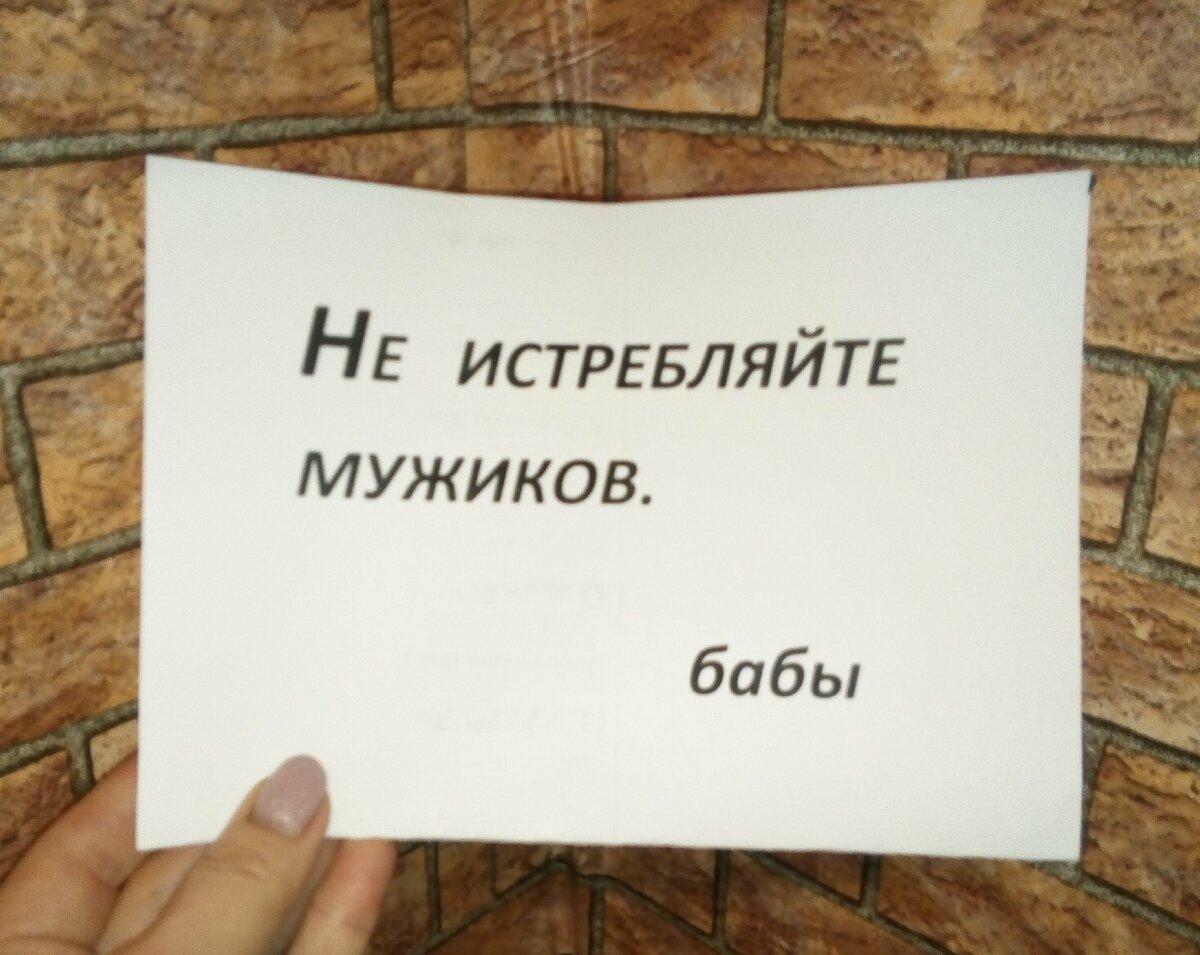 Не истребляйте
мужиков.
бабы